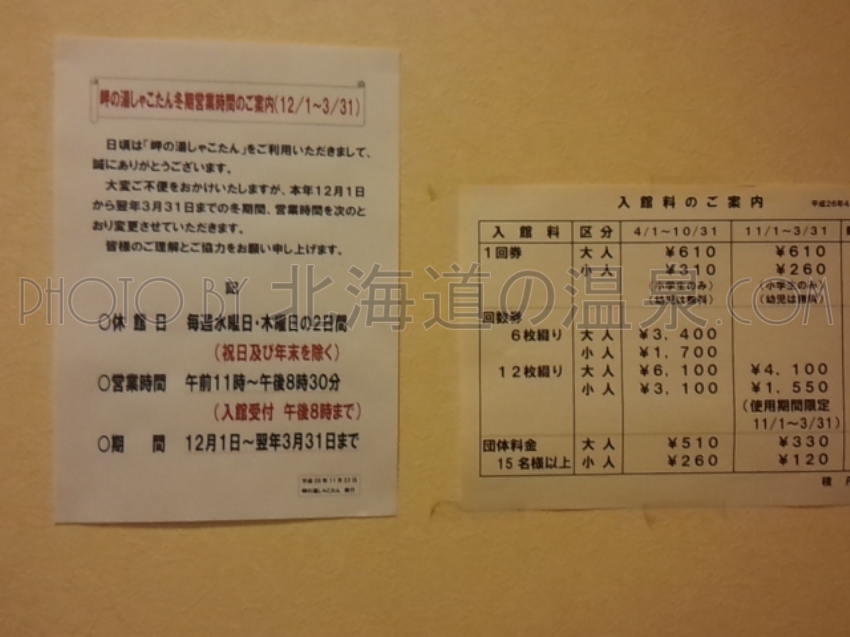 岬の湯しゃこたん冬期営業時間のご案内(12/1～3/31)
日頃は「岬の湯しゃこたん」をご利用いただきまして、
誠にありがとうございます。
大変ご不便をおかけいたしますが、本年12月1日
から翌年3月31日までの冬期間、営業時間を次のと
おり変更させていただきます。
皆様のご理解とご協力をお願い申し上げます。
記
○休 館 日 毎週水曜日・木曜日の2日間
(祝日及び年末を除く)
○営業時間 午前11時～午後8時30分
(入館受付 午後8時まで)
○期 間 12月1日～翌年3月31日まで
岬の湯しゃこたん
入 館 料 の ご 案 内 平成26年4
入 館 料 区 分 4/1～10/31 11/1～3/31
1回券 大 人 ¥610 ¥610
小 人 ¥310 ¥260
(小学生のみ) (小学生のみ)
(幼児は無料) (幼児は無料)
回数券
6枚綴り 大 人 ¥3,400
小 人 ¥1,700
12枚綴り 大 人 ¥6,100 ¥4,100
小 人 ¥3,100 ¥1,550
(使用期間限定
11/1～3/31)
団体料金 大 人 ¥510 ¥330
15名様以上 小 人 ¥260 ¥120
積
PHOTO BY 北海道の温泉.com